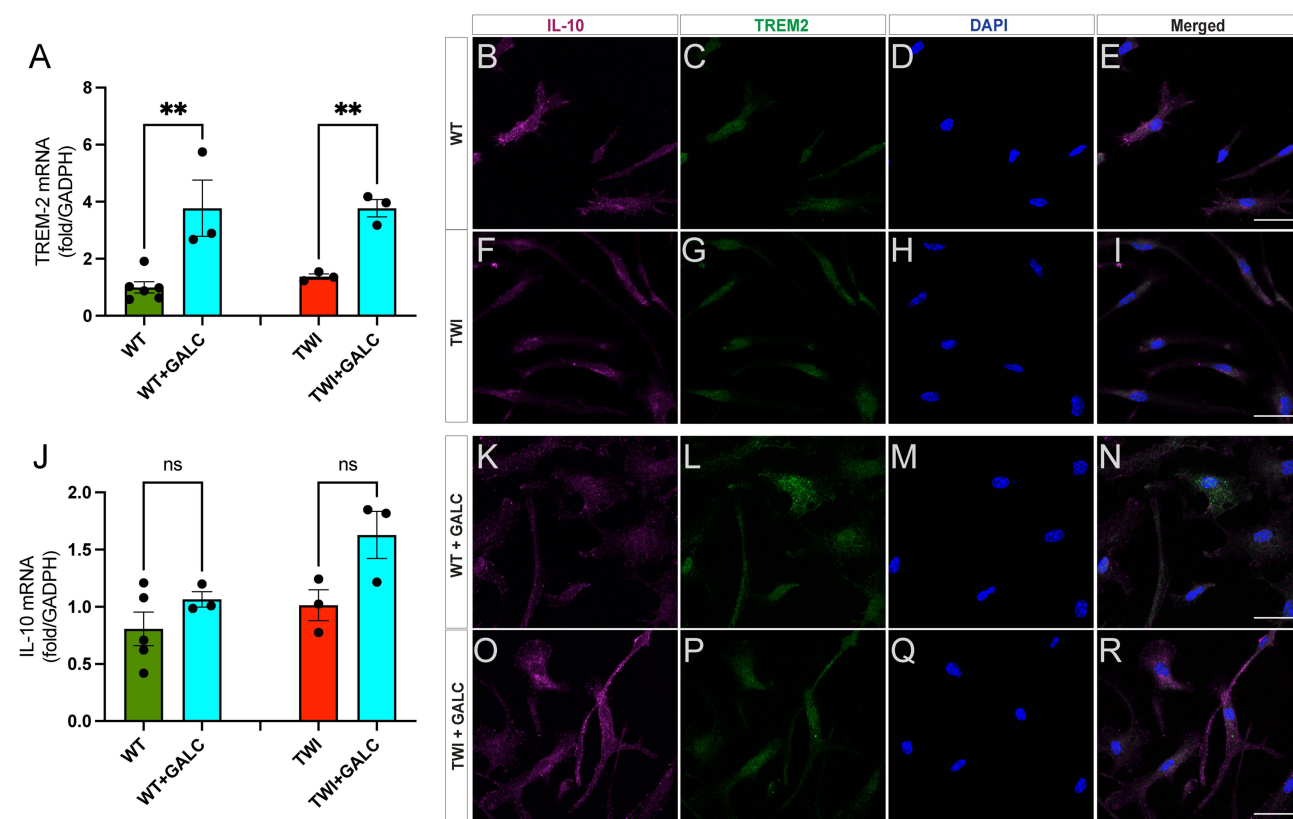 IL-10 TREM2 DAPI Merged
A
TREM-2 mRNA
(fold/GADPH)
8
6
4
2
0
** **
WT
WT+GALC
TWI
TWI+GALC
WT
B C D E
TWI
F G H I
J
IL-10 mRNA
(fold/GADPH)
2.0
1.5
1.0
0.5
0.0
ns ns
WT
WT+GALC
TWI
TWI+GALC
WT + GALC
K L M N
TWI + GALC
O P Q R